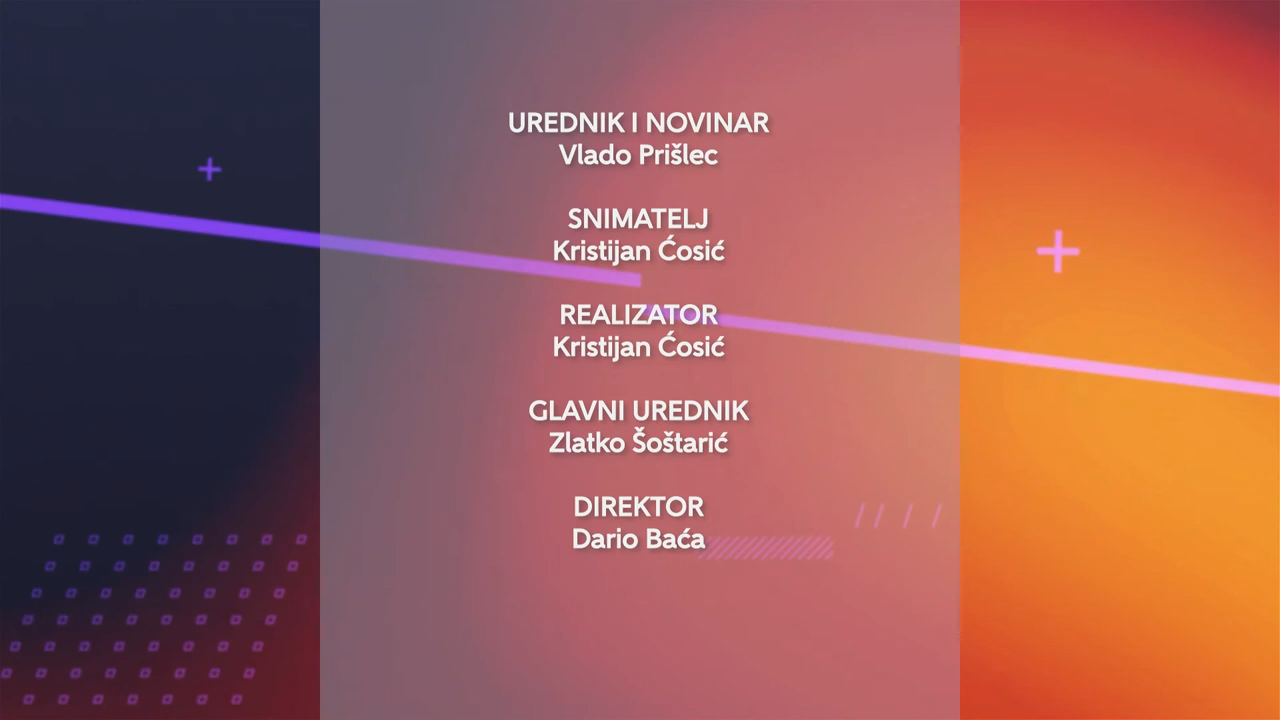 UREDNIK I NOVINAR
Vlado Prišlec
SNIMATELJ
Kristijan Ćosić
REALIZATOR
Kristijan Ćosić
GLAVNI UREDNIK
Zlatko Šoštarić
DIREKTOR
Dario Baća